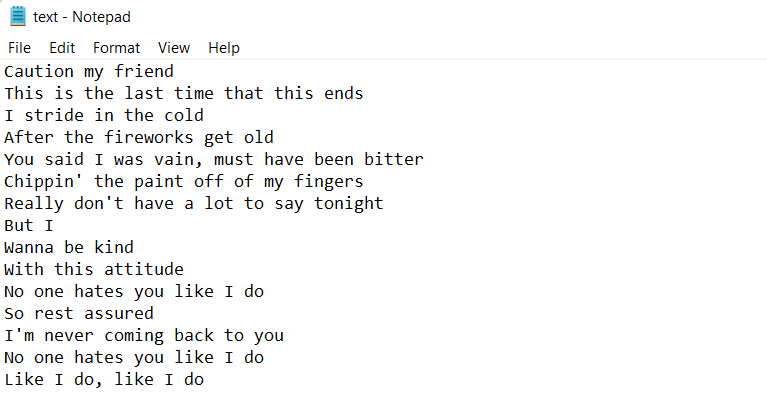 text - Notepad
File Edit Format View Help
Caution my friend
This is the last time that this ends
I stride in the cold
After the fireworks get old
You said I was vain, must have been bitter
Chippin' the paint off of my fingers
Really don't have a lot to say tonight
But I
Wanna be kind
With this attitude
No one hates you like I do
So rest assured
I'm never coming back to you
No one hates you like I do
Like I do, like I do